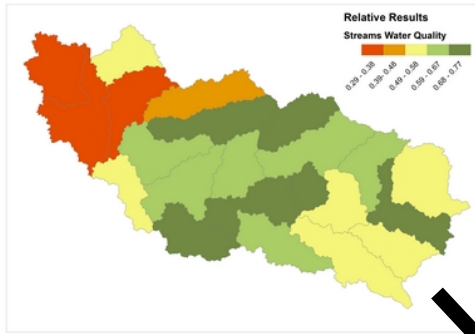 Relative Results
Streams Water Quality
0.29 - 0.38
0.39- 0.48
0.49 - 0.58
0.59 - 0.67
0.68 - 0.77